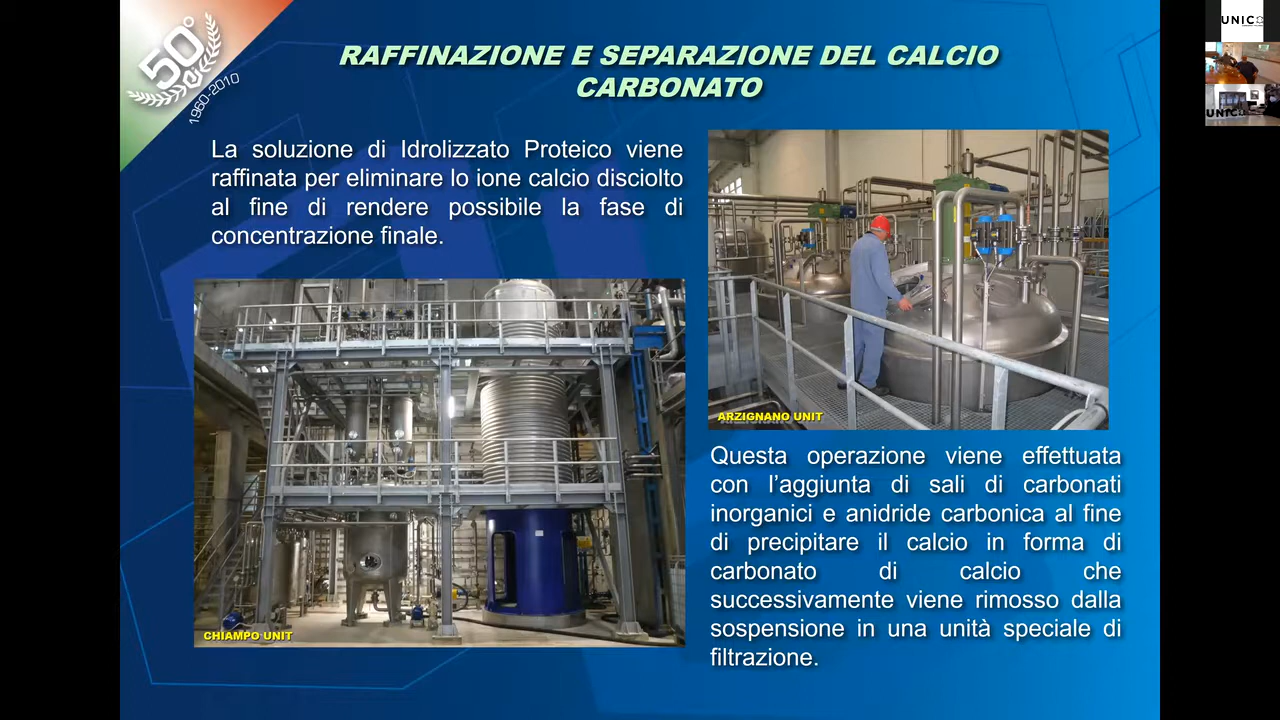 50°
1960-2010
RAFFINAZIONE E SEPARAZIONE DEL CALCIO
CARBONATO
La soluzione di Idrolizzato Proteico viene
raffinata per eliminare lo ione calcio disciolto
al fine di rendere possibile la fase di
concentrazione finale.
CHIAMPO UNIT
ARZIGNANO UNIT
Questa operazione viene effettuata
con l’aggiunta di sali di carbonati
inorganici e anidride carbonica al fine
di precipitare il calcio in forma di
carbonato di calcio che
successivamente viene rimosso dalla
sospensione in una unità speciale di
filtrazione.
UNIC
UNIC